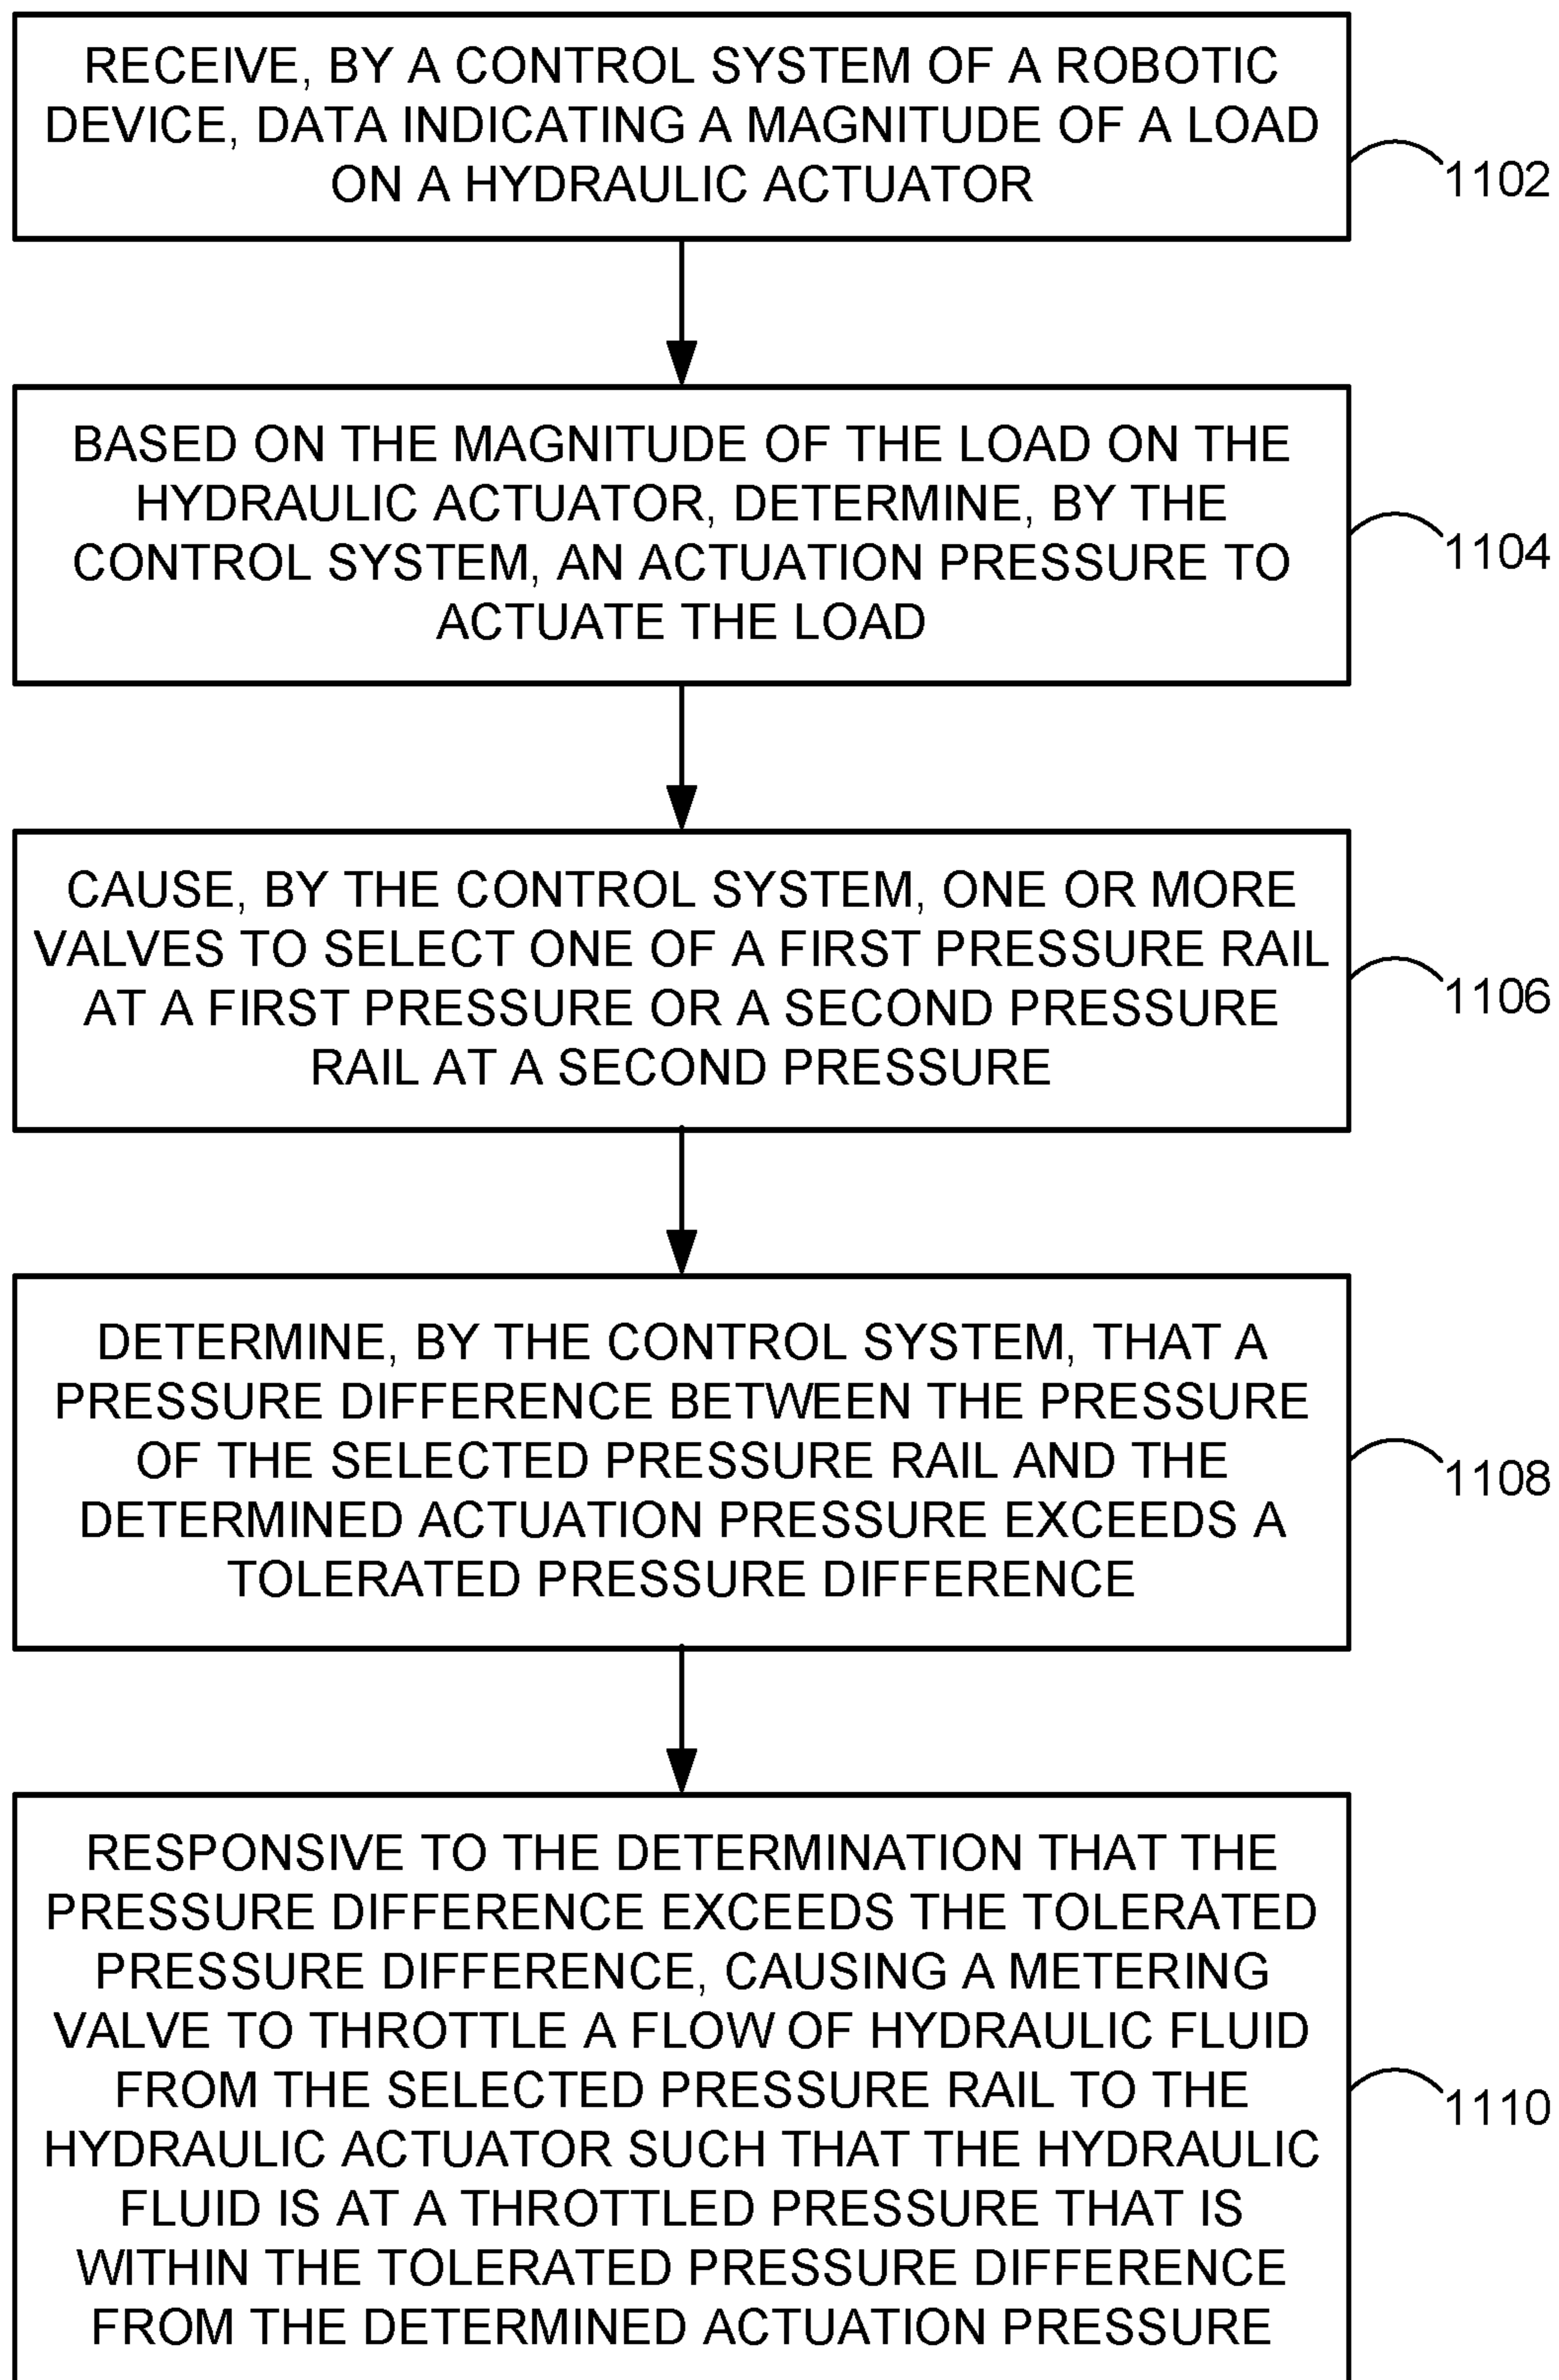 RECEIVE, BY A CONTROL SYSTEM OF A ROBOTIC
DEVICE, DATA INDICATING A MAGNITUDE OF A LOAD
ON A HYDRAULIC ACTUATOR
1102
BASED ON THE MAGNITUDE OF THE LOAD ON THE
HYDRAULIC ACTUATOR, DETERMINE, BY THE
CONTROL SYSTEM, AN ACTUATION PRESSURE TO
ACTUATE THE LOAD
1104
CAUSE, BY THE CONTROL SYSTEM, ONE OR MORE
VALVES TO SELECT ONE OF A FIRST PRESSURE RAIL
AT A FIRST PRESSURE OR A SECOND PRESSURE
RAIL AT A SECOND PRESSURE
1106
DETERMINE, BY THE CONTROL SYSTEM, THAT A
PRESSURE DIFFERENCE BETWEEN THE PRESSURE
OF THE SELECTED PRESSURE RAIL AND THE
DETERMINED ACTUATION PRESSURE EXCEEDS A
TOLERATED PRESSURE DIFFERENCE
1108
RESPONSIVE TO THE DETERMINATION THAT THE
PRESSURE DIFFERENCE EXCEEDS THE TOLERATED
PRESSURE DIFFERENCE, CAUSING A METERING
VALVE TO THROTTLE A FLOW OF HYDRAULIC FLUID
FROM THE SELECTED PRESSURE RAIL TO THE
HYDRAULIC ACTUATOR SUCH THAT THE HYDRAULIC
FLUID IS AT A THROTTLED PRESSURE THAT IS
WITHIN THE TOLERATED PRESSURE DIFFERENCE
FROM THE DETERMINED ACTUATION PRESSURE
1110